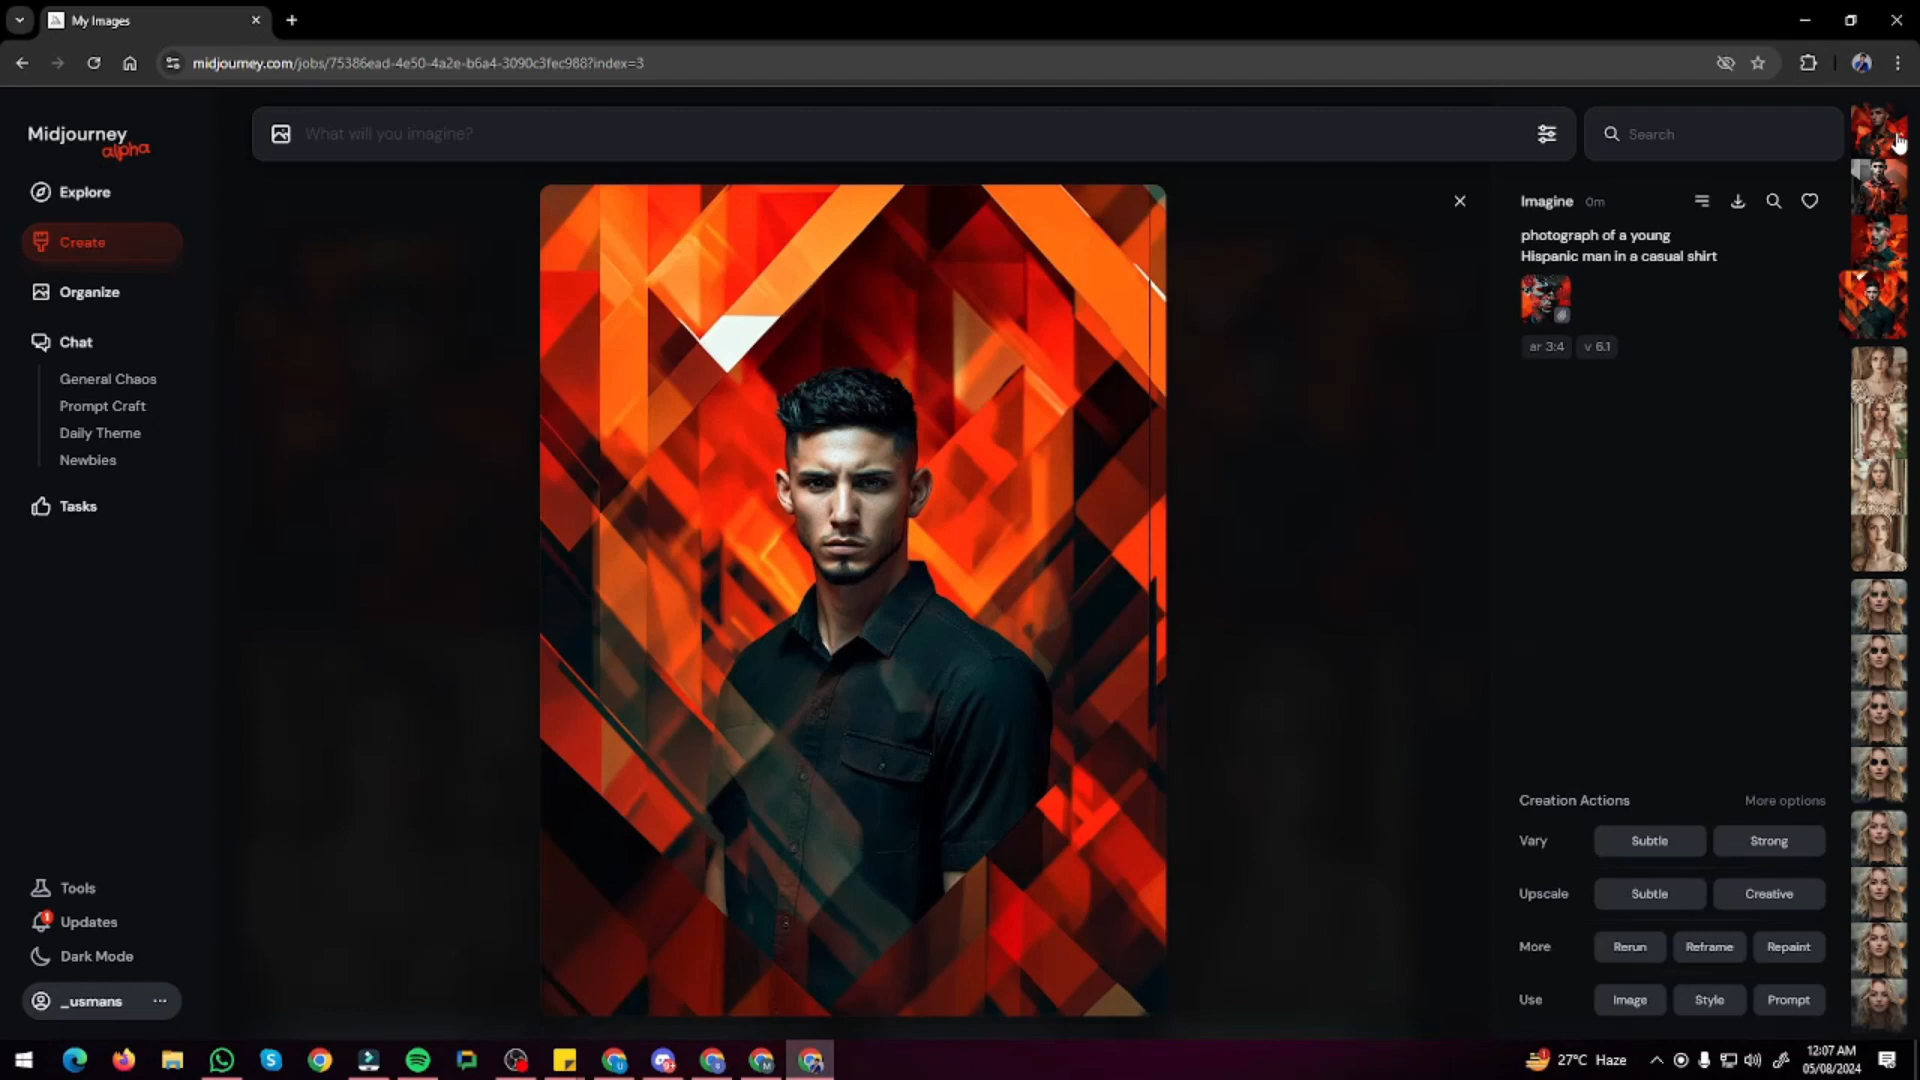 My Images
midjourney.com/jobs/75386ead-4e50-4a2e-b6a4-3090c3fec988?index=3
Midjourney
alpha
What will you imagine?
Search
Explore
Create
Organize
Chat
General Chaos
Prompt Craft
Daily Theme
Newbies
Tasks
Imagine 0m
photograph of a young
Hispanic man in a casual shirt
ar 3:4 v 6.1
Creation Actions More options
Vary Subtle Strong
Upscale Subtle Creative
More Rerun Reframe Repaint
Use Image Style Prompt
Tools
1
Updates
Dark Mode
_usmans
27°C Haze
12:07 AM
05/08/2024